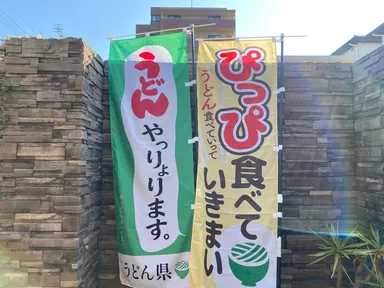 うどん
やっりょります。
うどん県
ぴっぴ
うどん食べていって
食べて
いきまい